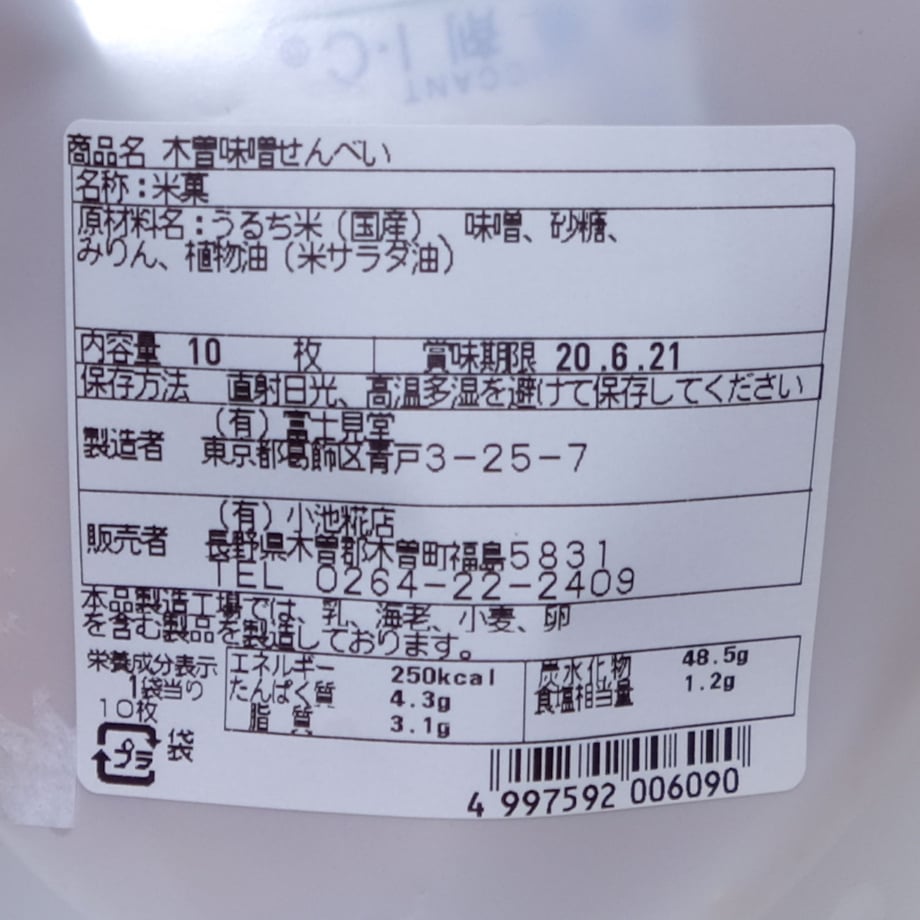 商品名 木曽味噌せんべい
名称：米菓
原材料名：うるち米（国産）、味噌、砂糖、
みりん、植物油（米サラダ油）
内容量 10 枚 賞味期限 20.6.21
保存方法 直射日光、高温多湿を避けて保存してください
製造者 （有）富士見堂
東京都葛飾区青戸3-25-7
販売者 （有）小池糀店
長野県木曽郡木曽町福島5831
TEL 0264-22-2409
本品製造工場では、乳、海老、小麦、卵
を含む製品を製造しております。
栄養成分表示
1袋当り
10枚
エネルギー 250kcal
たんぱく質 4.3g
脂質 3.1g
炭水化物 48.5g
食塩相当量 1.2g
プラ 袋
4 997592 006090